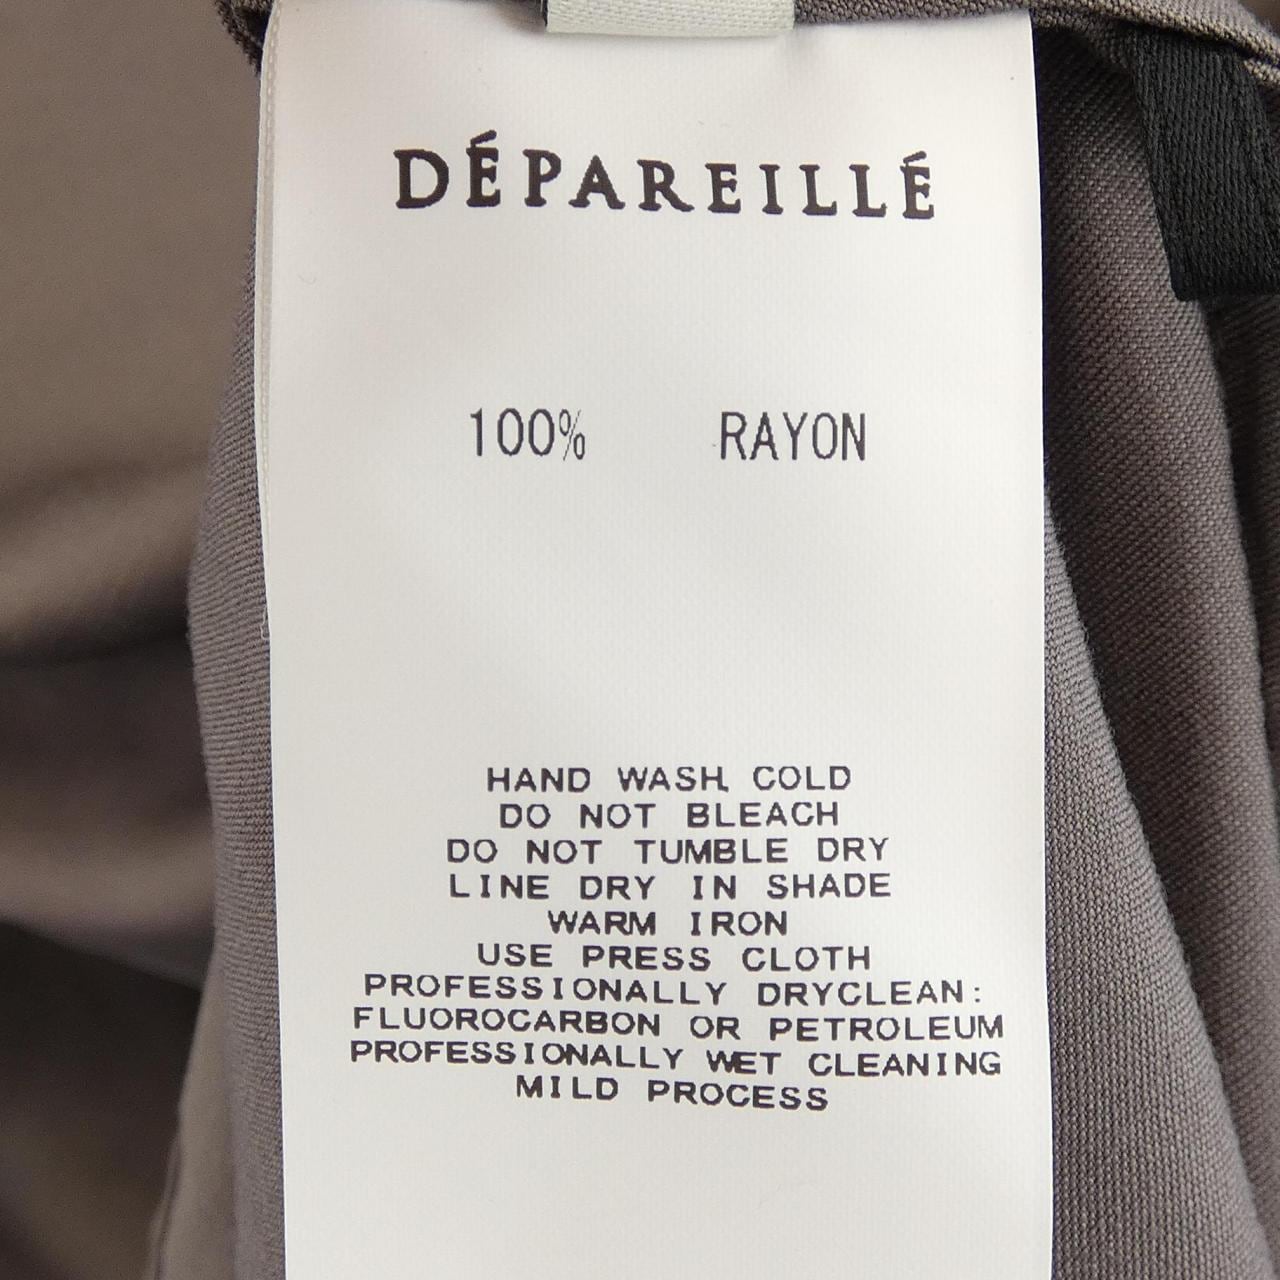 DÉPAREILLÉ
100% RAYON
HAND WASH COLD
DO NOT BLEACH
DO NOT TUMBLE DRY
LINE DRY IN SHADE
WARM IRON
USE PRESS CLOTH
PROFESSIONALLY DRYCLEAN:
FLUOROCARBON OR PETROLEUM
PROFESSIONALLY WET CLEANING
MILD PROCESS